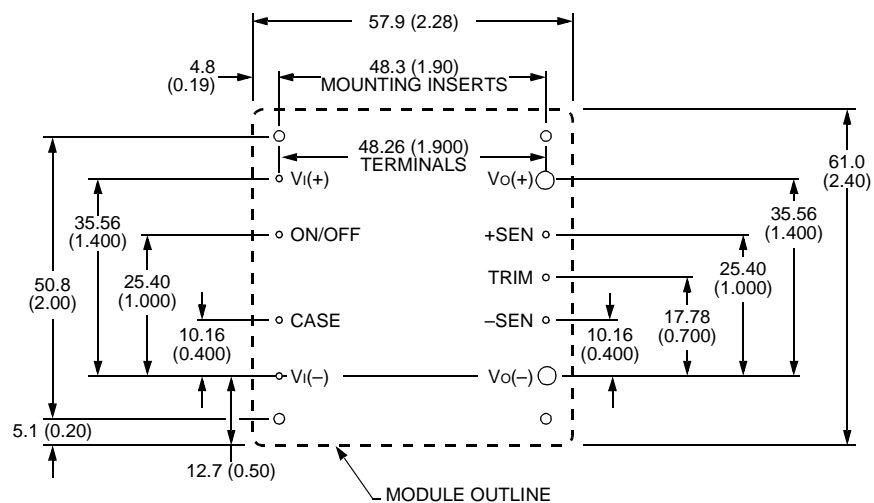 57.9 (2.28)
4.8
(0.19)
48.3 (1.90)
MOUNTING INSERTS
48.26 (1.900)
TERMINALS
61.0
(2.40)
VI(+)
VO(+)
35.56
(1.400)
35.56
(1.400)
ON/OFF
+SEN
25.40
(1.000)
25.40
(1.000)
50.8
(2.00)
TRIM
17.78
(0.700)
CASE
–SEN
10.16
(0.400)
10.16
(0.400)
VI(–)
VO(–)
5.1 (0.20)
12.7 (0.50)
MODULE OUTLINE